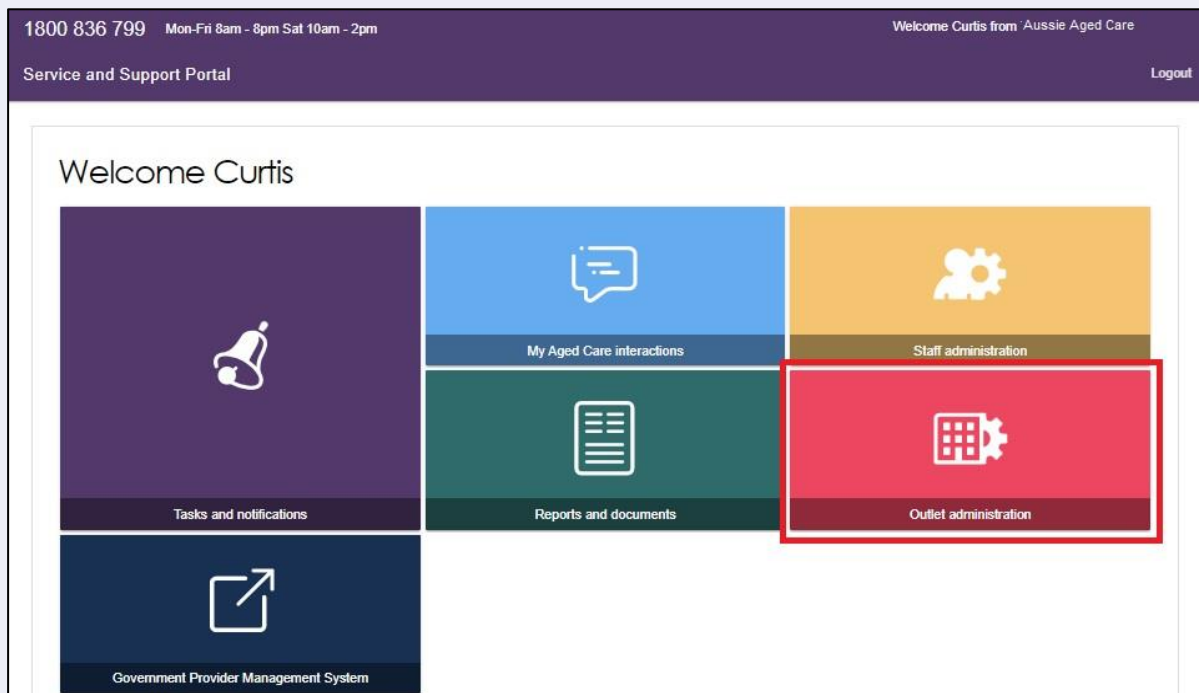 1800 836 799 Mon-Fri 8am - 8pm Sat 10am - 2pm
Welcome Curtis from 'Aussie Aged Care
Service and Support Portal
Logout
Welcome Curtis
My Aged Care interactions
Staff administration
Tasks and notifications
Reports and documents
Outlet administration
Government Provider Management System